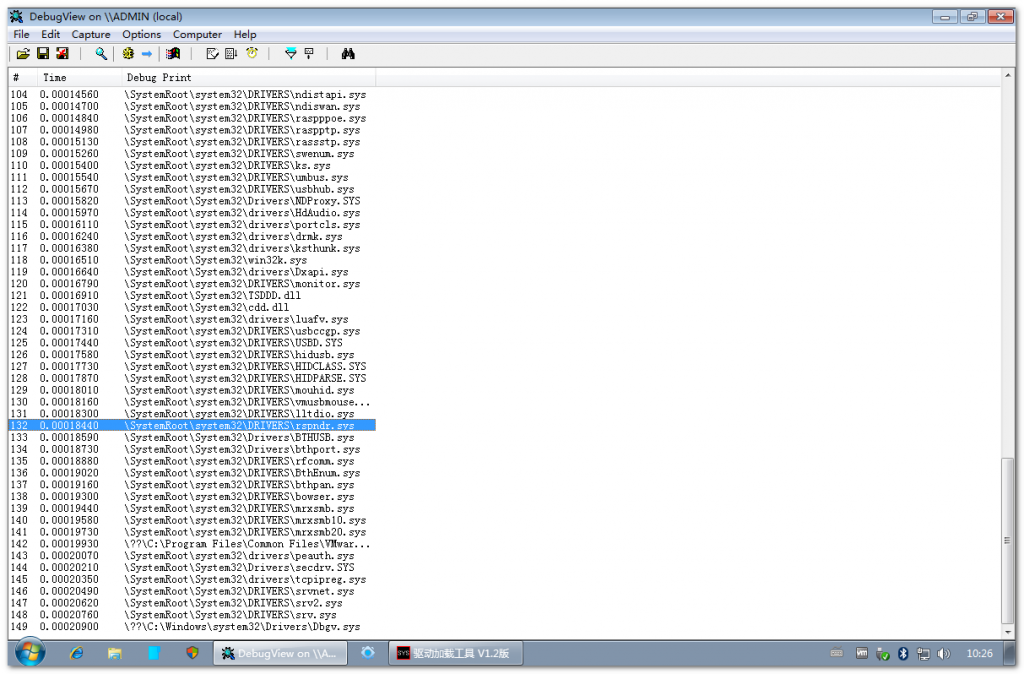 DebugView on \\ADMIN (local)
File Edit Capture Options Computer Help
# Time Debug Print
104 0.00014560 \SystemRoot\system32\DRIVERS\ndistapi.sys
105 0.00014700 \SystemRoot\system32\DRIVERS\ndiswan.sys
106 0.00014840 \SystemRoot\system32\DRIVERS\raspppoe.sys
107 0.00014980 \SystemRoot\system32\DRIVERS\raspptp.sys
108 0.00015130 \SystemRoot\system32\DRIVERS\rassstp.sys
109 0.00015260 \SystemRoot\system32\DRIVERS\swenum.sys
110 0.00015400 \SystemRoot\system32\DRIVERS\ks.sys
111 0.00015540 \SystemRoot\system32\DRIVERS\umbus.sys
112 0.00015670 \SystemRoot\system32\DRIVERS\usbhub.sys
113 0.00015820 \SystemRoot\System32\Drivers\NDProxy.SYS
114 0.00015970 \SystemRoot\system32\drivers\HdAudio.sys
115 0.00016110 \SystemRoot\system32\drivers\portcls.sys
116 0.00016240 \SystemRoot\system32\drivers\drmk.sys
117 0.00016380 \SystemRoot\system32\drivers\ksthunk.sys
118 0.00016510 \SystemRoot\System32\win32k.sys
119 0.00016640 \SystemRoot\System32\drivers\Dxapi.sys
120 0.00016790 \SystemRoot\system32\DRIVERS\monitor.sys
121 0.00016910 \SystemRoot\System32\TSDDD.dll
122 0.00017030 \SystemRoot\System32\cdd.dll
123 0.00017160 \SystemRoot\system32\drivers\luafv.sys
124 0.00017310 \SystemRoot\system32\DRIVERS\usbccgp.sys
125 0.00017440 \SystemRoot\system32\DRIVERS\USBD.SYS
126 0.00017580 \SystemRoot\system32\DRIVERS\hidusb.sys
127 0.00017730 \SystemRoot\system32\DRIVERS\HIDCLASS.SYS
128 0.00017870 \SystemRoot\system32\DRIVERS\HIDPARSE.SYS
129 0.00018010 \SystemRoot\system32\DRIVERS\mouhid.sys
130 0.00018160 \SystemRoot\system32\DRIVERS\vmusbmouse...
131 0.00018300 \SystemRoot\system32\DRIVERS\lltdio.sys
132 0.00018440 \SystemRoot\system32\DRIVERS\rspndr.sys
133 0.00018590 \SystemRoot\System32\Drivers\BTHUSB.sys
134 0.00018730 \SystemRoot\System32\Drivers\bthport.sys
135 0.00018880 \SystemRoot\system32\DRIVERS\rfcomm.sys
136 0.00019020 \SystemRoot\system32\DRIVERS\BthEnum.sys
137 0.00019160 \SystemRoot\system32\DRIVERS\bthpan.sys
138 0.00019300 \SystemRoot\system32\DRIVERS\bowser.sys
139 0.00019440 \SystemRoot\system32\DRIVERS\mrxsmb.sys
140 0.00019580 \SystemRoot\system32\DRIVERS\mrxsmb10.sys
141 0.00019730 \SystemRoot\system32\DRIVERS\mrxsmb20.sys
142 0.00019930 \??\C:\Program Files\Common Files\VMwar...
143 0.00020070 \SystemRoot\system32\drivers\peauth.sys
144 0.00020210 \SystemRoot\System32\Drivers\secdrv.SYS
145 0.00020350 \SystemRoot\System32\drivers\tcpipreg.sys
146 0.00020490 \SystemRoot\System32\DRIVERS\srvnet.sys
147 0.00020620 \SystemRoot\System32\DRIVERS\srv2.sys
148 0.00020760 \SystemRoot\System32\DRIVERS\srv.sys
149 0.00020900 \??\C:\Windows\system32\Drivers\Dbgv.sys
DebugView on \\A... SYS 驱动加载工具 V1.2版 vm 10:26